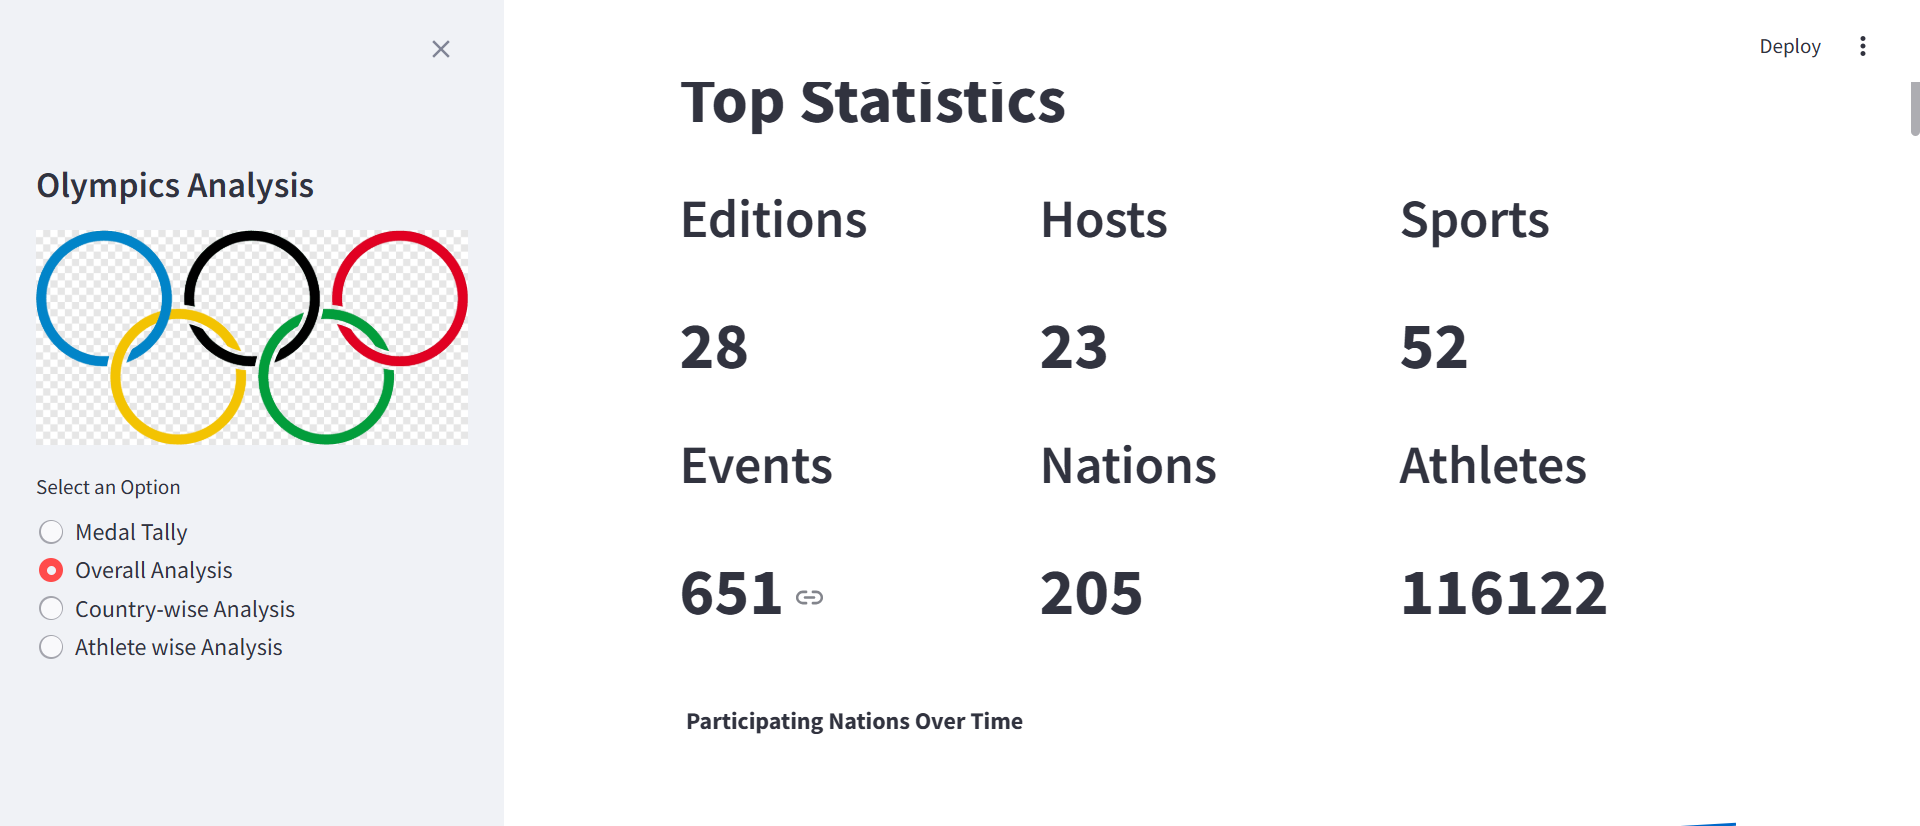 Deploy
Olympics Analysis
Select an Option
Medal Tally
Overall Analysis
Country-wise Analysis
Athlete wise Analysis
Top Statistics
Editions Hosts Sports
28 23 52
Events Nations Athletes
651 205 116122
Participating Nations Over Time